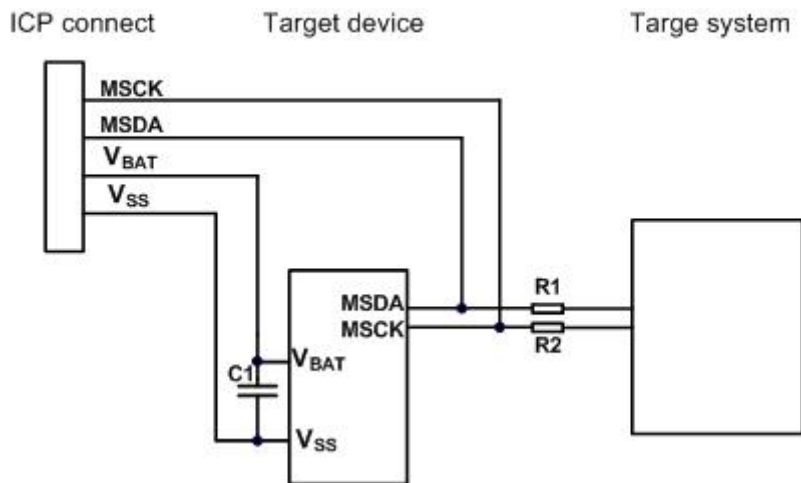 ICP connect Target device Targe system
MSCK
MSDA
VBAT
VSS
MSDA
MSCK
R1
R2
C1
VBAT
VSS